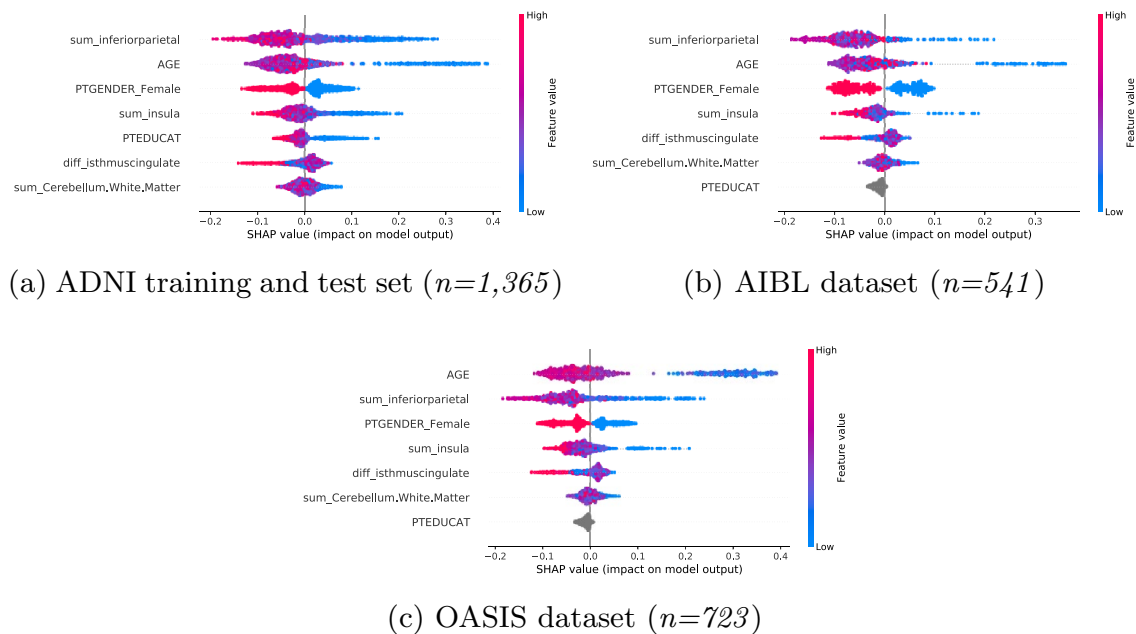 sum_inferiorparietal
AGE
PTGENDER_Female
sum_insula
PTEDUCAT
diff_isthmuscingulate
sum_Cerebellum.White.Matter
−0.2 −0.1 0.0 0.1 0.2 0.3 0.4
SHAP value (impact on model output)
High
Feature value
Low
(a) ADNI training and test set (n=1,365)
sum_inferiorparietal
AGE
PTGENDER_Female
sum_insula
diff_isthmuscingulate
sum_Cerebellum.White.Matter
PTEDUCAT
−0.2 −0.1 0.0 0.1 0.2 0.3
SHAP value (impact on model output)
High
Feature value
Low
(b) AIBL dataset (n=541)
AGE
sum_inferiorparietal
PTGENDER_Female
sum_insula
diff_isthmuscingulate
sum_Cerebellum.White.Matter
PTEDUCAT
−0.2 −0.1 0.0 0.1 0.2 0.3 0.4
SHAP value (impact on model output)
High
Feature value
Low
(c) OASIS dataset (n=723)